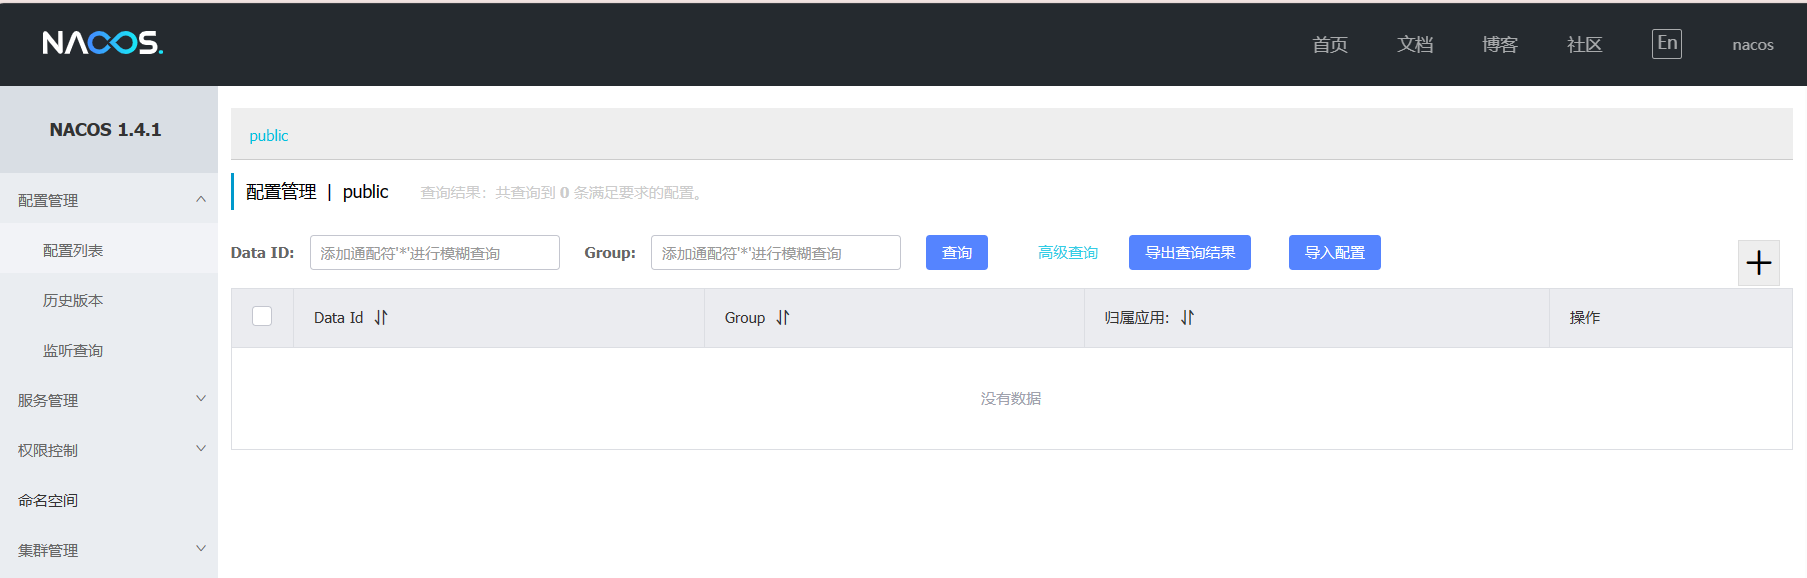 NACOS.
首页 文档 博客 社区 En nacos
NACOS 1.4.1
public
配置管理
配置管理 | public 查询结果：共查询到 0 条满足要求的配置。
配置列表
Data ID: 添加通配符'*'进行模糊查询 Group: 添加通配符'*'进行模糊查询 查询 高级查询 导出查询结果 导入配置
历史版本
Data Id Group 归属应用: 操作
监听查询
服务管理
没有数据
权限控制
命名空间
集群管理